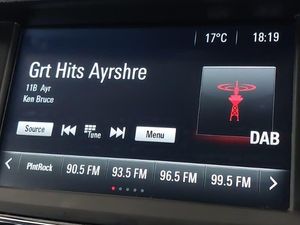 17°C 18:19
Grt Hits Ayrshre
11B Ayr
Ken Bruce
Source Tune Menu
DAB
PlntRock 90.5 FM 93.5 FM 96.5 FM 99.5 FM